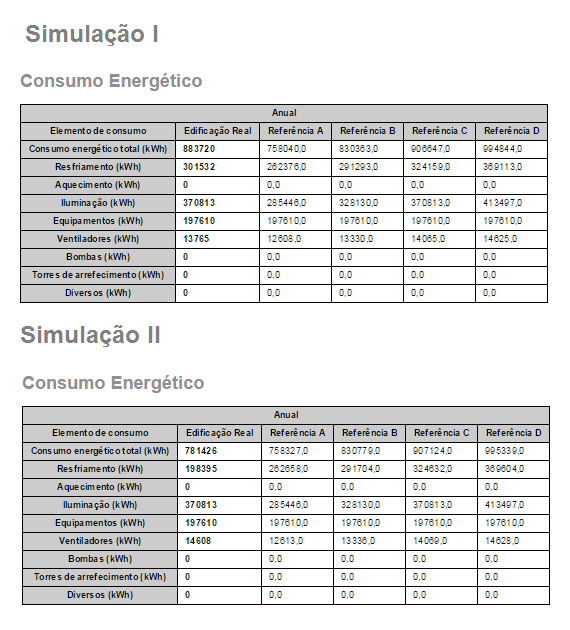 Simulação I
Consumo Energético
Anual
Elemento de consumo Edificação Real Referência A Referência B Referência C Referência D
Consumo energético total (kWh) 883720 758040,0 830363,0 906647,0 994844,0
Resfriamento (kWh) 301532 262376,0 291293,0 324159,0 369113,0
Aquecimento (kWh) 0 0,0 0,0 0,0 0,0
Iluminação (kWh) 370813 285446,0 328130,0 370813,0 413497,0
Equipamentos (kWh) 197610 197610,0 197610,0 197610,0 197610,0
Ventiladores (kWh) 13765 12608,0 13330,0 14065,0 14625,0
Bombas (kWh) 0 0,0 0,0 0,0 0,0
Torres de arrefecimento (kWh) 0 0,0 0,0 0,0 0,0
Diversos (kWh) 0 0,0 0,0 0,0 0,0
Simulação II
Consumo Energético
Anual
Elemento de consumo Edificação Real Referência A Referência B Referência C Referência D
Consumo energético total (kWh) 781426 758327,0 830779,0 907124,0 995339,0
Resfriamento (kWh) 198395 262658,0 291704,0 324632,0 369604,0
Aquecimento (kWh) 0 0,0 0,0 0,0 0,0
Iluminação (kWh) 370813 285446,0 328130,0 370813,0 413497,0
Equipamentos (kWh) 197610 197610,0 197610,0 197610,0 197610,0
Ventiladores (kWh) 14608 12613,0 13336,0 14069,0 14628,0
Bombas (kWh) 0 0,0 0,0 0,0 0,0
Torres de arrefecimento (kWh) 0 0,0 0,0 0,0 0,0
Diversos (kWh) 0 0,0 0,0 0,0 0,0